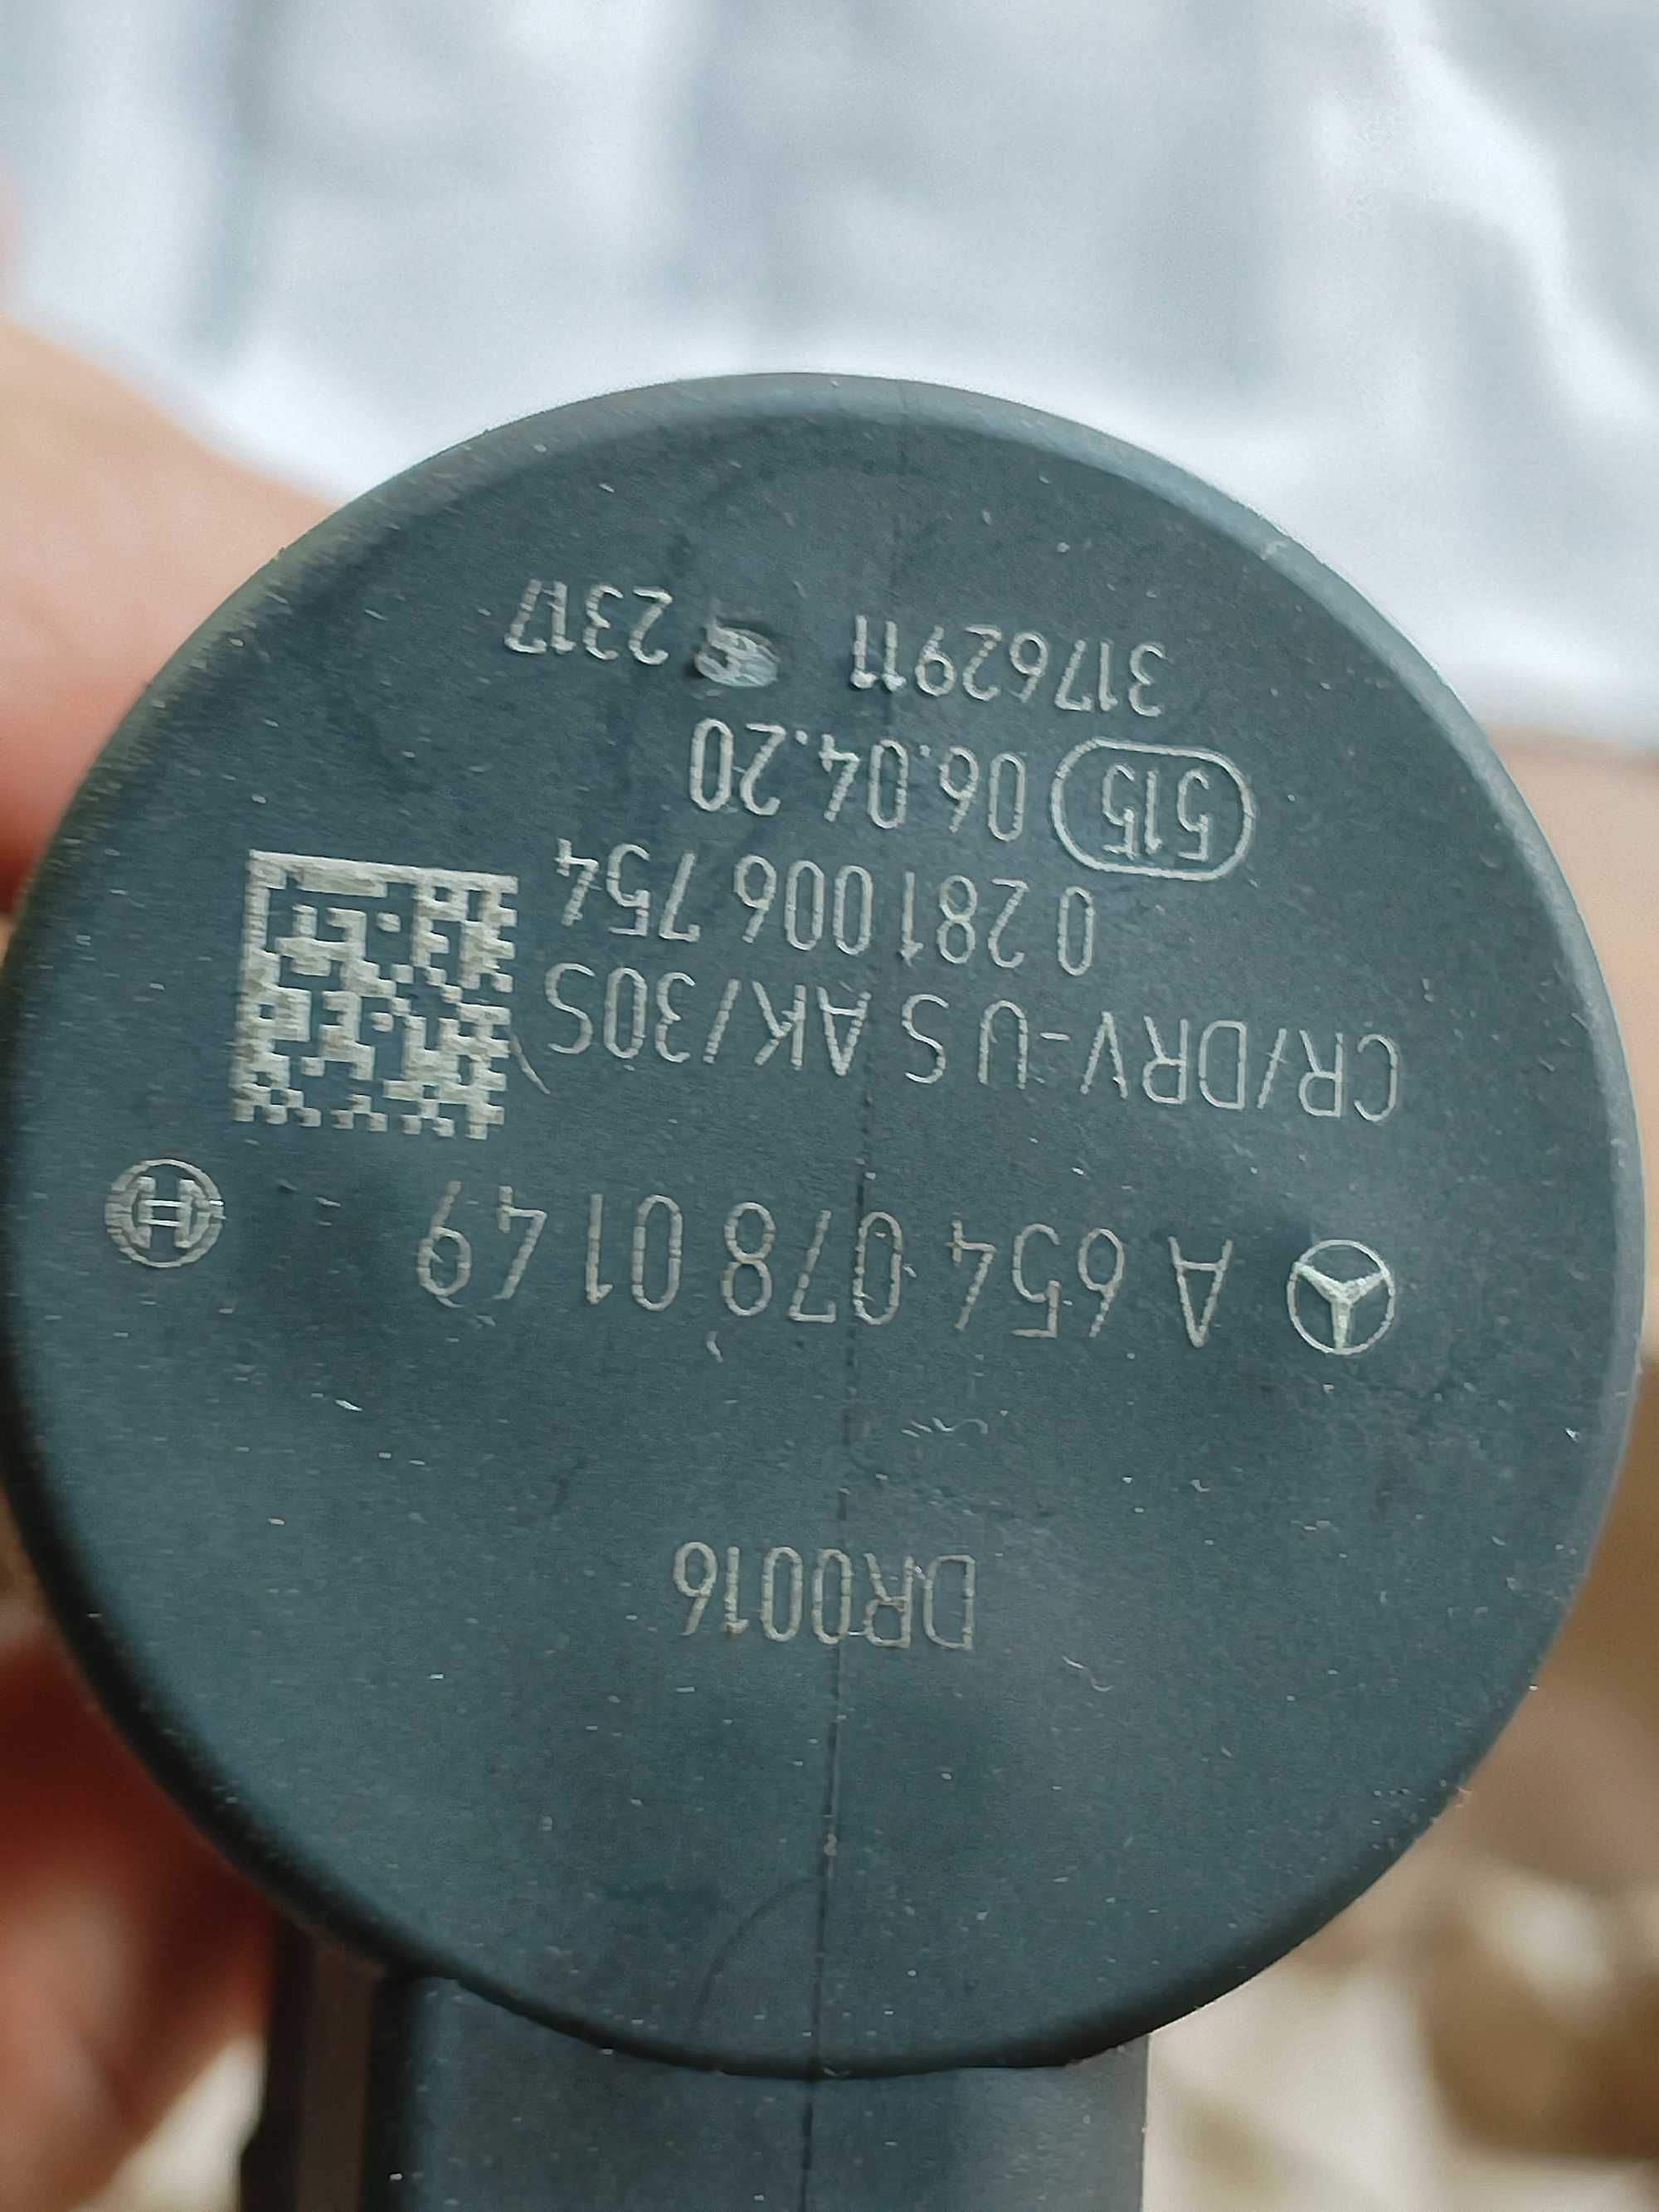 DR0016
A 654 078 01 49
CR/DRV-U S AK/30S
0 281 006 754
515 06.04.20
31762911 2317